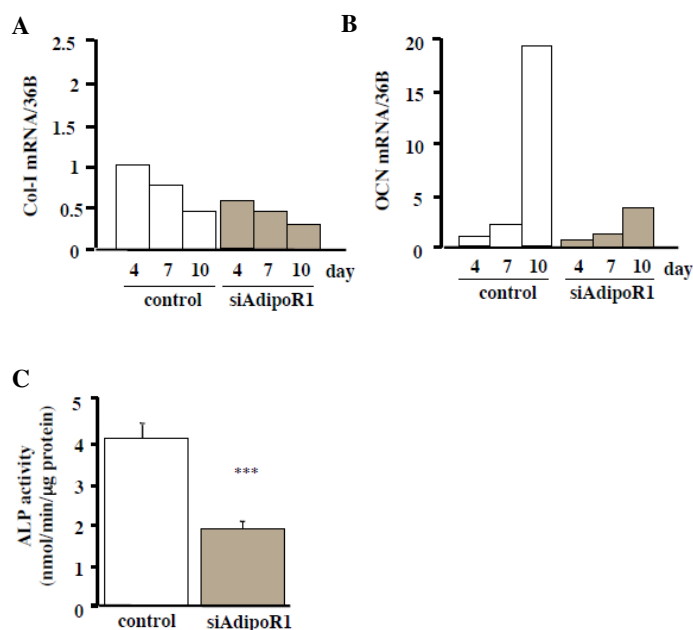 A
Col-I mRNA/36B
2.5
2
1.5
1
0.5
0
4 7 10 4 7 10 day
control siAdipoR1
B
OCN mRNA/36B
20
15
10
5
0
4 7 10 4 7 10 day
control siAdipoR1
C
ALP activity
(nmol/min/µg protein)
5
4
3
2
1
0
***
control siAdipoR1